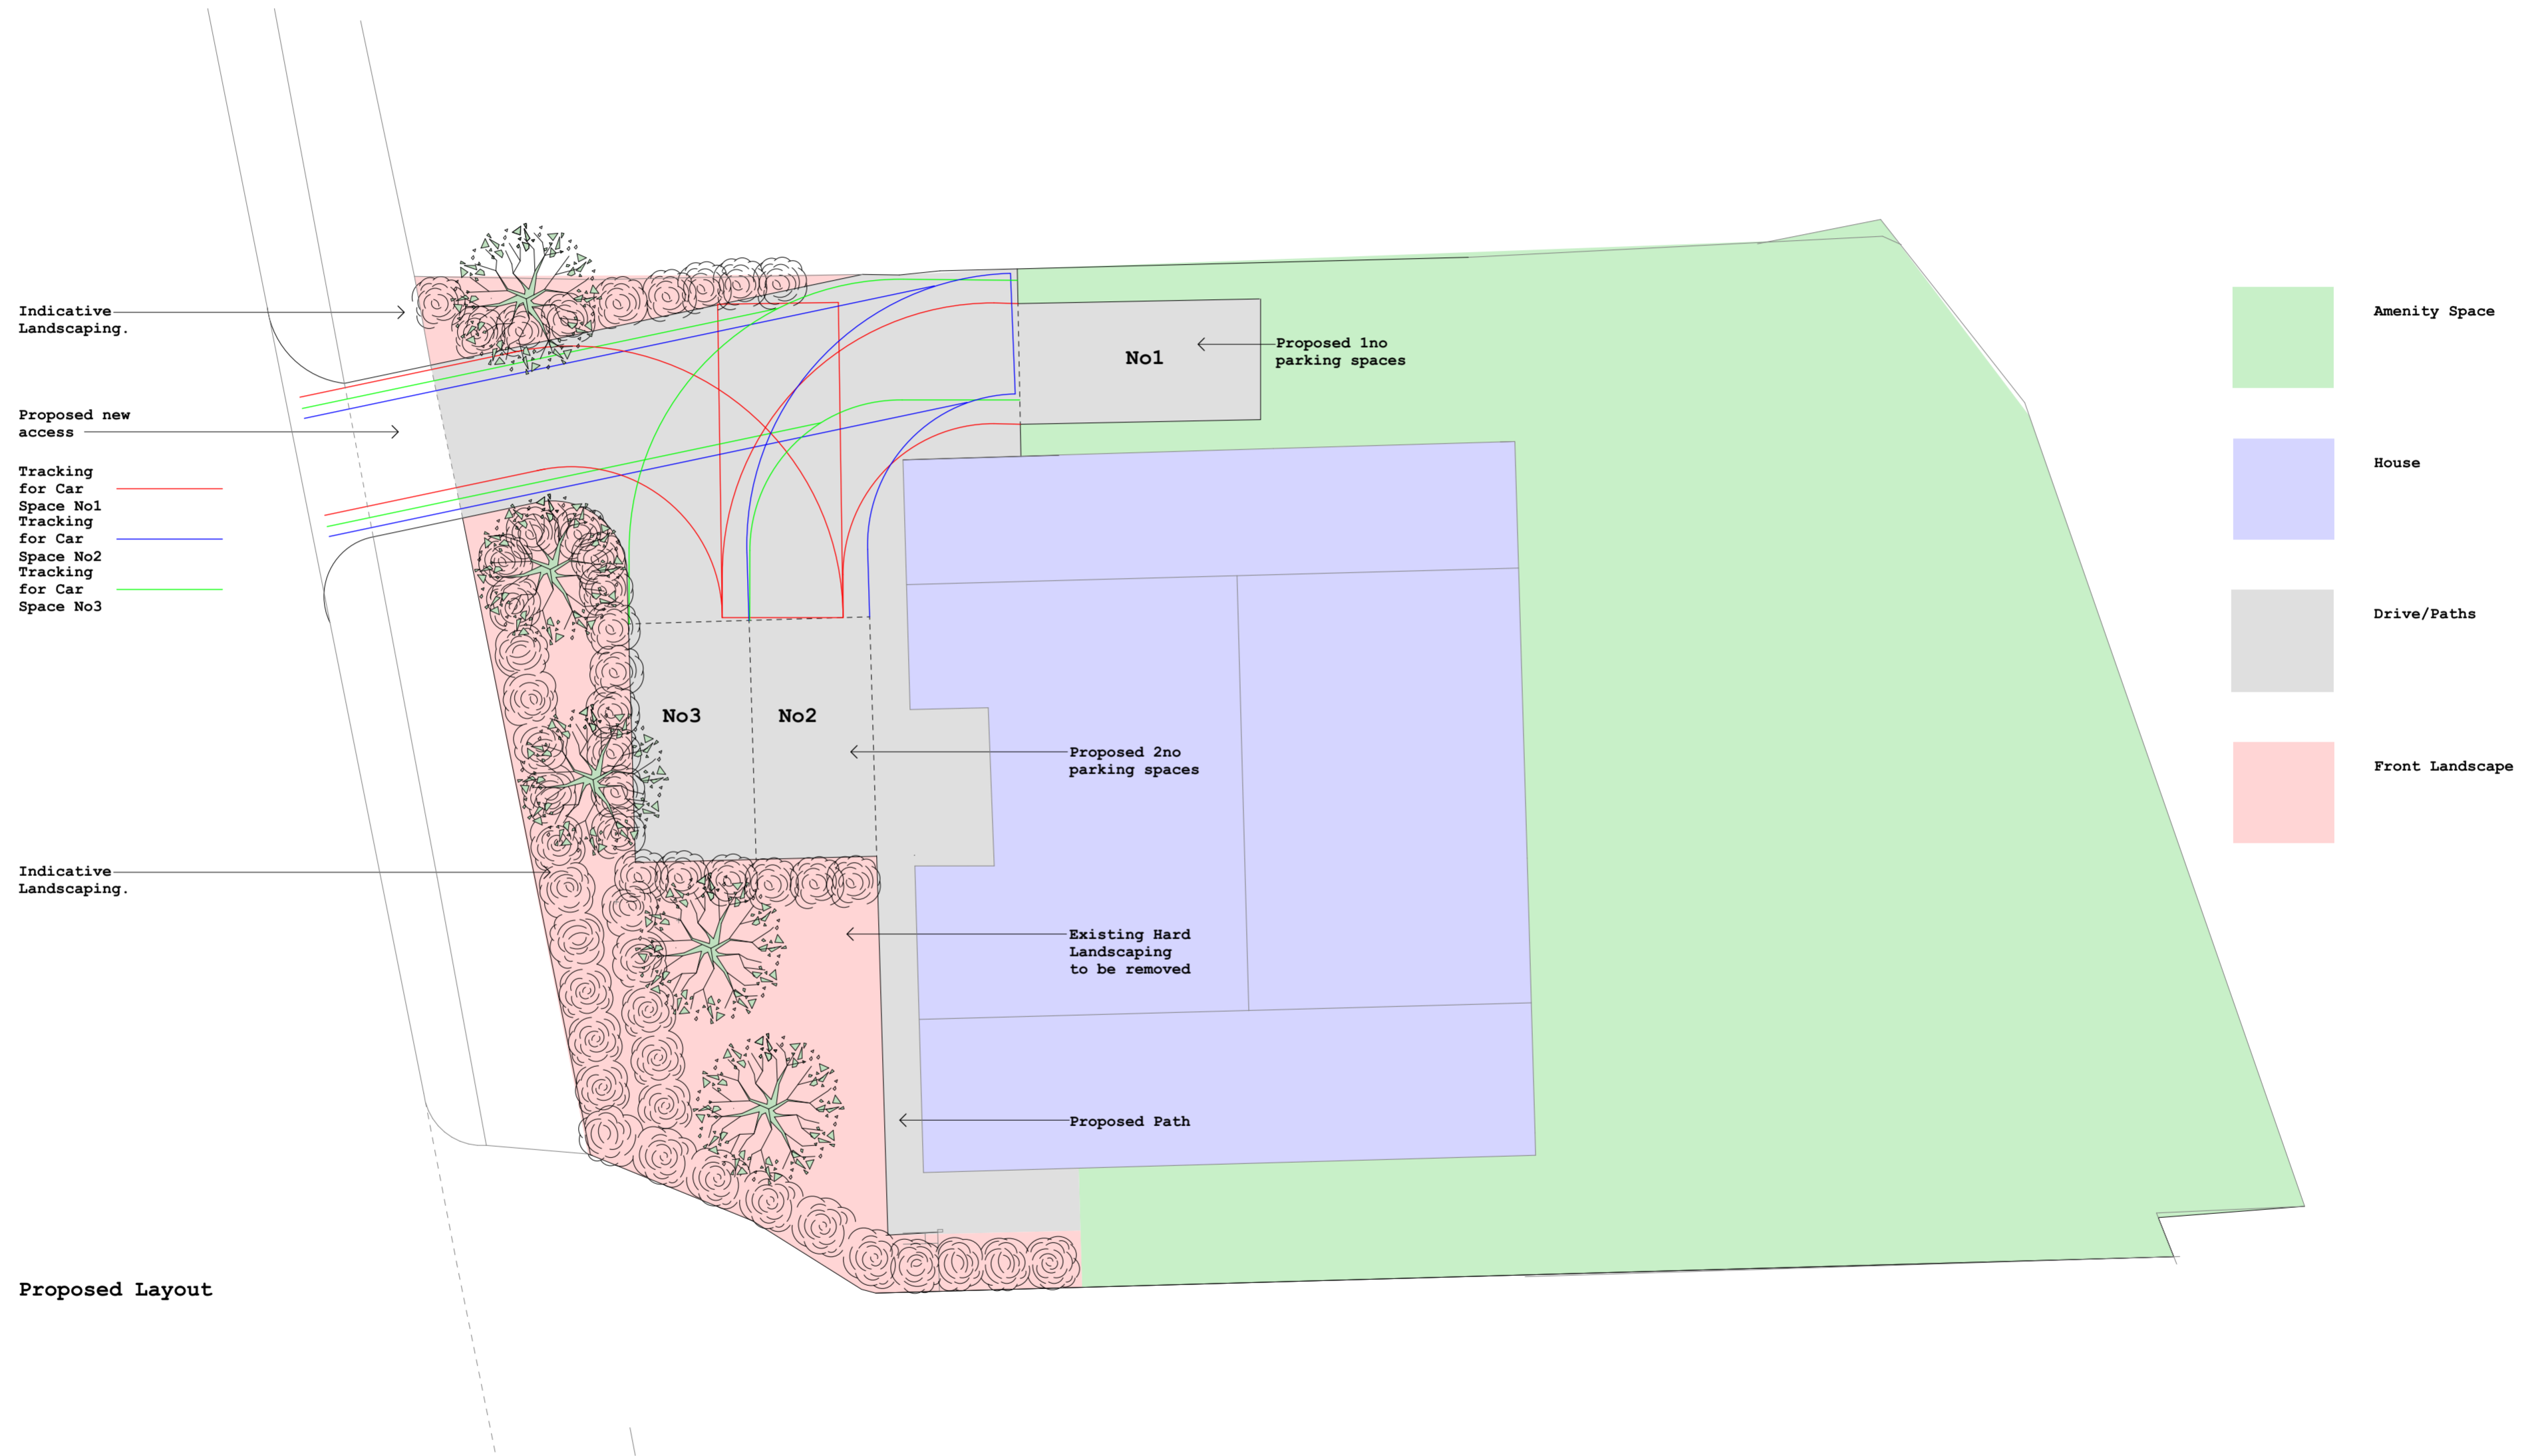 Indicative
Landscaping.
Proposed new
access
Tracking
for Car
Space No1
Tracking
for Car
Space No2
Tracking
for Car
Space No3
Indicative
Landscaping.
Proposed Layout
No1
Proposed 1no
parking spaces
No3
No2
Proposed 2no
parking spaces
Existing Hard
Landscaping
to be removed
Proposed Path
Amenity Space
House
Drive/Paths
Front Landscape